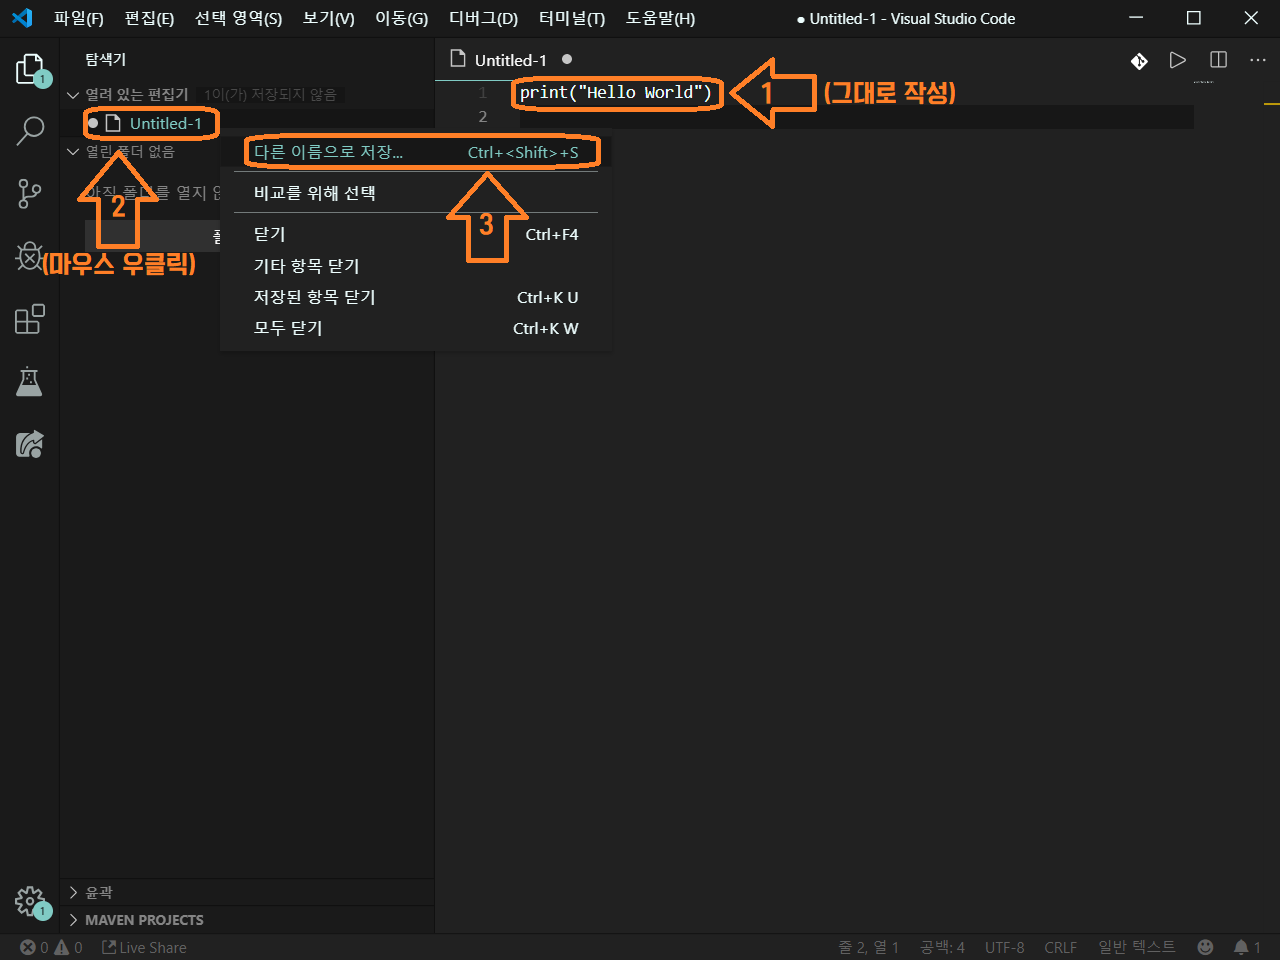 파일(F) 편집(E) 선택 영역(S) 보기(V) 이동(G) 디버그(D) 터미널(T) 도움말(H) ● Untitled-1 - Visual Studio Code
탐색기
Untitled-1 ●
열려 있는 편집기 1이(가) 저장되지 않음
1 print("Hello World")
1 (그대로 작성)
2
● Untitled-1
열린 폴더 없음
아직 폴더를 열지
2
(마우스 우클릭)
다른 이름으로 저장... Ctrl+<Shift>+S
비교를 위해 선택
3
닫기 Ctrl+F4
기타 항목 닫기
저장된 항목 닫기 Ctrl+K U
모두 닫기 Ctrl+K W
1
1
윤곽
MAVEN PROJECTS
0 0 Live Share 줄 2, 열 1 공백: 4 UTF-8 CRLF 일반 텍스트 1